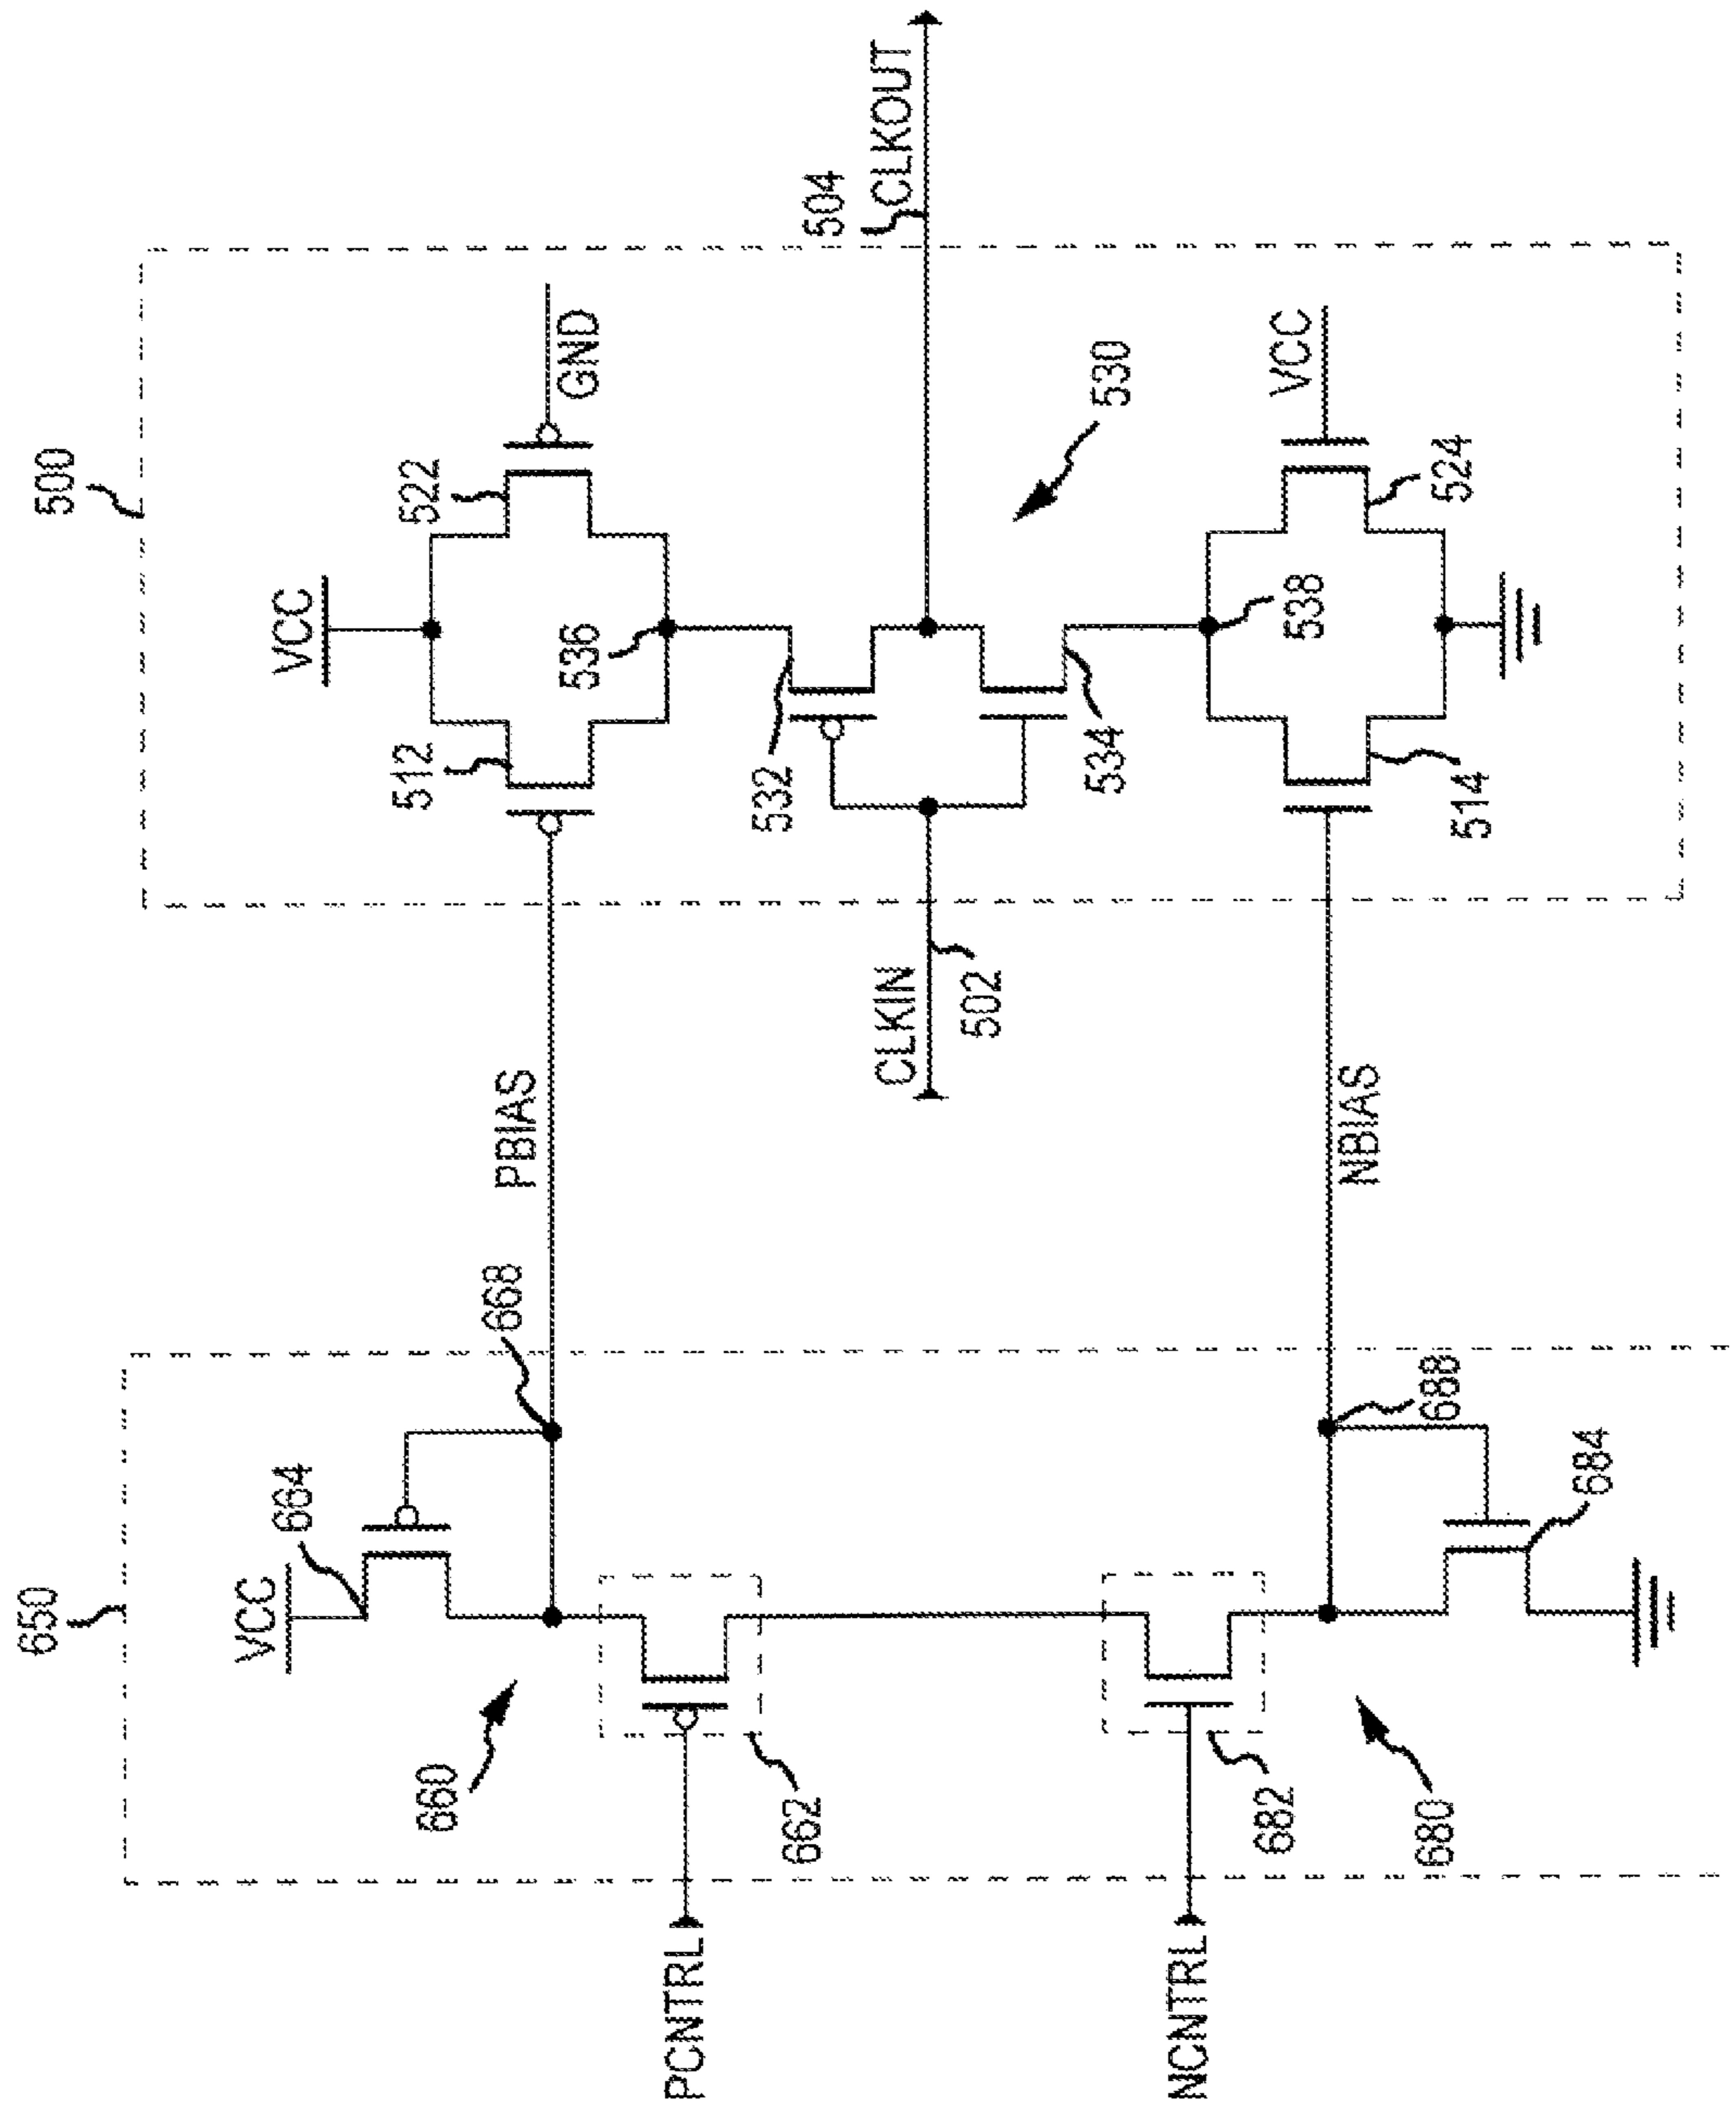 650
500
VCC
664
668
PBIAS
VCC
512
522
GND
536
660
662
PCNTRL
CLKIN
502
532
534
504
CLKOUT
530
682
NCNTRL
680
688
684
NBIAS
538
VCC
514
524